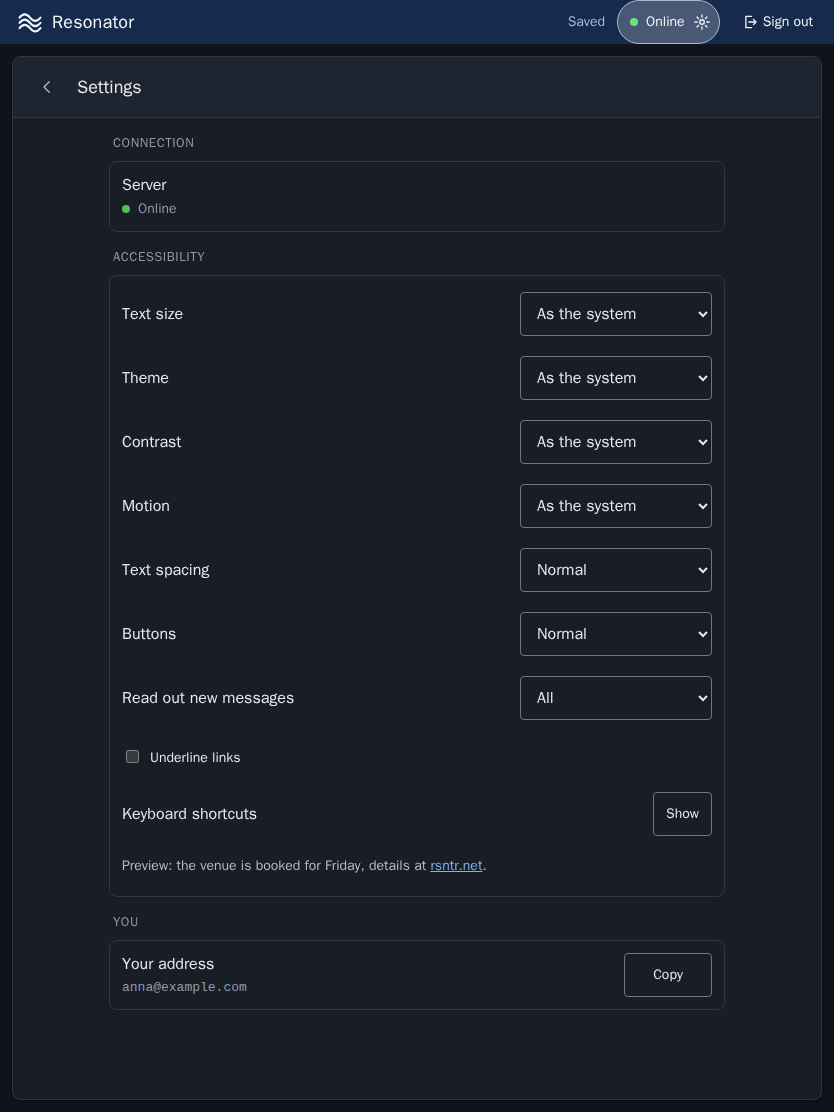 Resonator
Saved
Online
Sign out
Settings
CONNECTION
Server
Online
ACCESSIBILITY
Text size
As the system
Theme
As the system
Contrast
As the system
Motion
As the system
Text spacing
Normal
Buttons
Normal
Read out new messages
All
Underline links
Keyboard shortcuts
Show
Preview: the venue is booked for Friday, details at rsntr.net.
YOU
Your address
anna@example.com
Copy